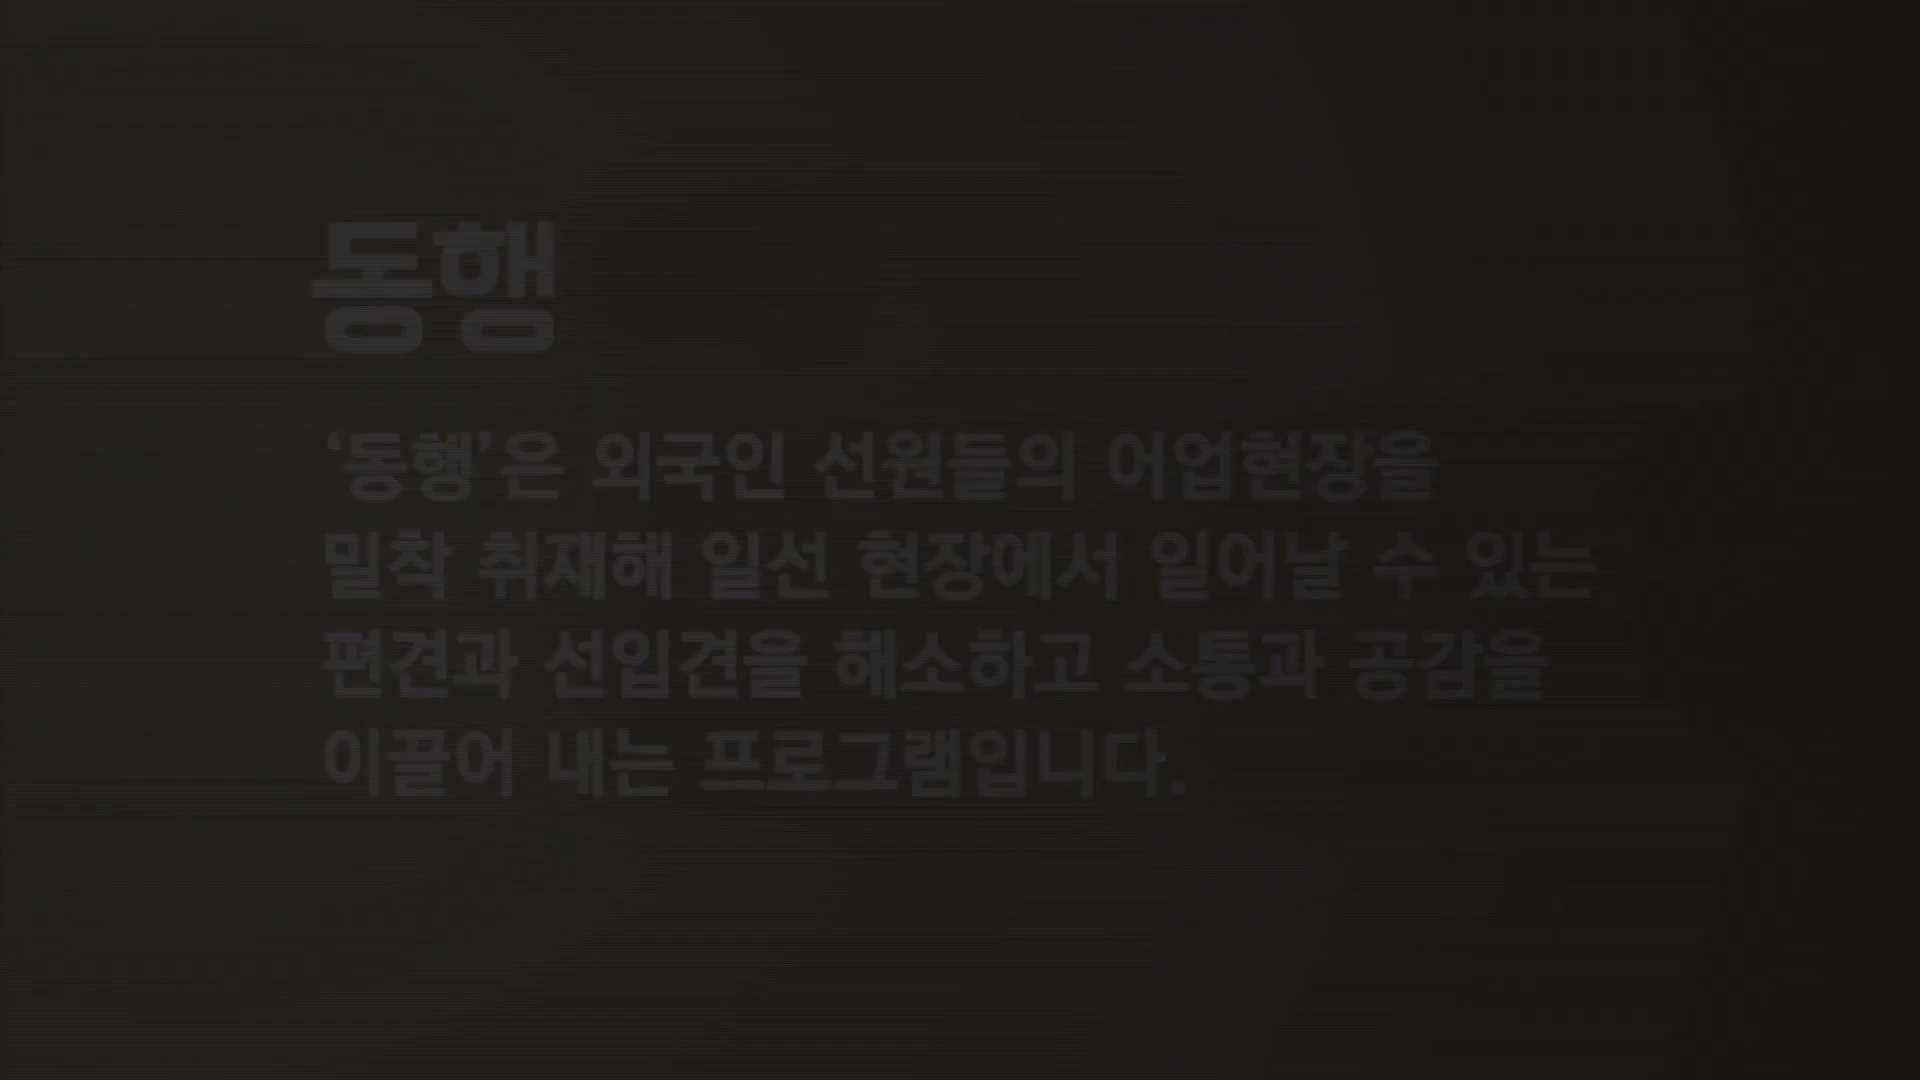 동행
‘동행’은 외국인 선원들의 어업현장을
밀착 취재해 일선 현장에서 일어날 수 있는
편견과 선입견을 해소하고 소통과 공감을
이끌어 내는 프로그램입니다.